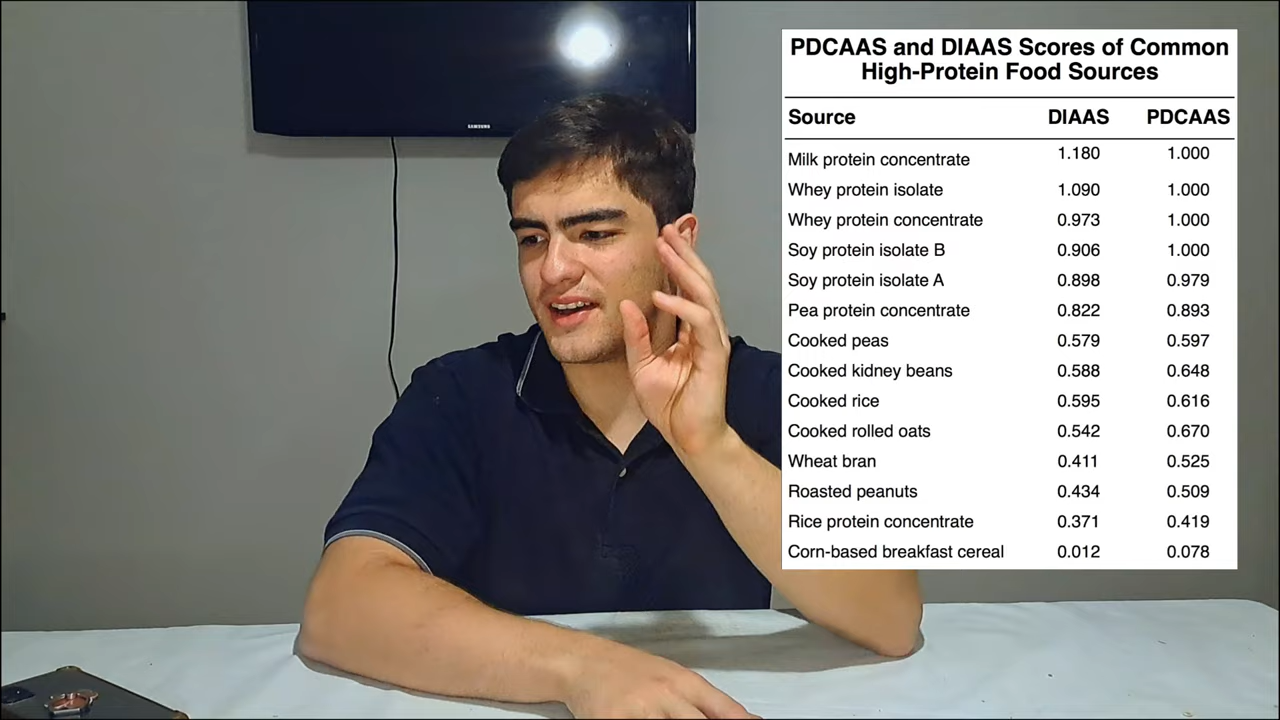 SAMSUNG
PDCAAS and DIAAS Scores of Common
High-Protein Food Sources
Source DIAAS PDCAAS
Milk protein concentrate 1.180 1.000
Whey protein isolate 1.090 1.000
Whey protein concentrate 0.973 1.000
Soy protein isolate B 0.906 1.000
Soy protein isolate A 0.898 0.979
Pea protein concentrate 0.822 0.893
Cooked peas 0.579 0.597
Cooked kidney beans 0.588 0.648
Cooked rice 0.595 0.616
Cooked rolled oats 0.542 0.670
Wheat bran 0.411 0.525
Roasted peanuts 0.434 0.509
Rice protein concentrate 0.371 0.419
Corn-based breakfast cereal 0.012 0.078